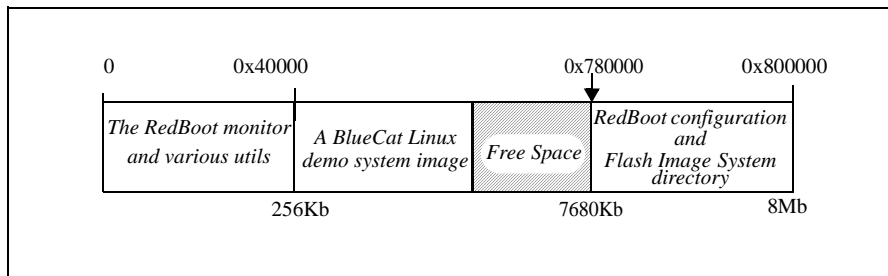 0 0x40000 0x780000 0x800000
The RedBoot monitor
and various utils
A BlueCat Linux
demo system image
Free Space
RedBoot configuration
and
Flash Image System
directory
256Kb 7680Kb 8Mb